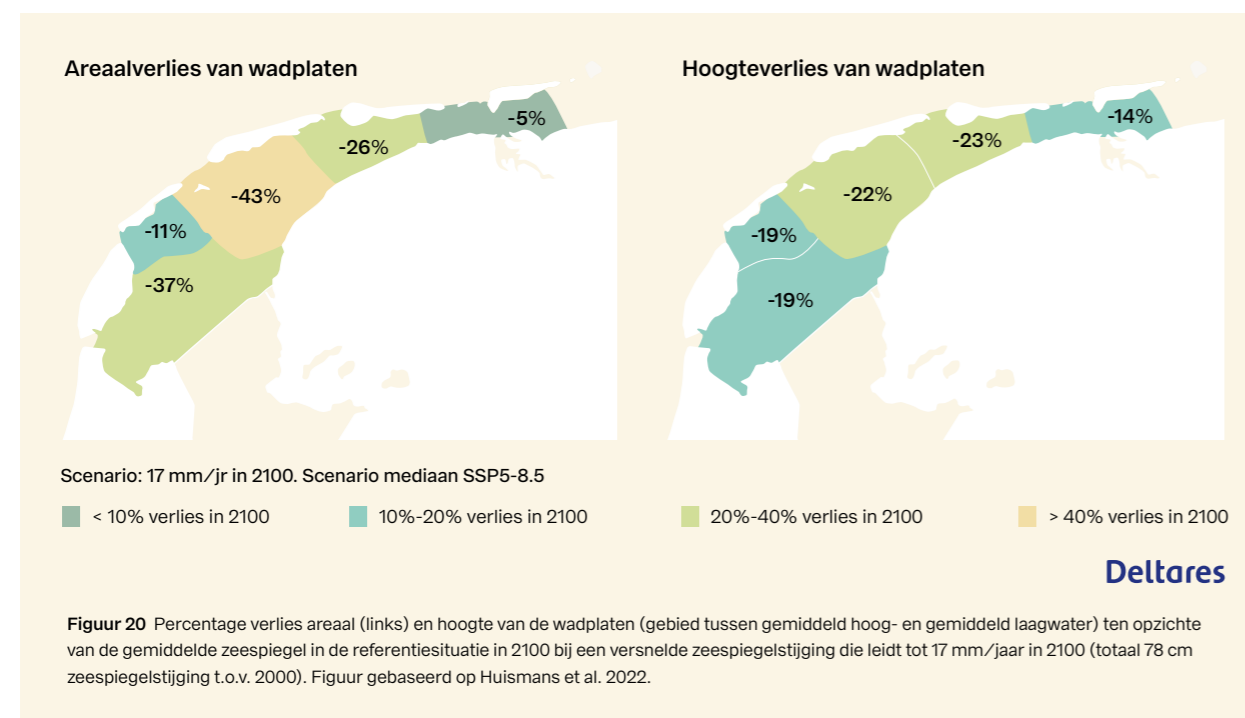 Areaalverlies van wadplaten
-5%
-26%
-43%
-11%
-37%
Hoogteverlies van wadplaten
-14%
-23%
-22%
-19%
-19%
Scenario: 17 mm/jr in 2100. Scenario mediaan SSP5-8.5
< 10% verlies in 2100
10%-20% verlies in 2100
20%-40% verlies in 2100
> 40% verlies in 2100
Deltares
Figuur 20 Percentage verlies areaal (links) en hoogte van de wadplaten (gebied tussen gemiddeld hoog- en gemiddeld laagwater) ten opzichte
van de gemiddelde zeespiegel in de referentiesituatie in 2100 bij een versnelde zeespiegelstijging die leidt tot 17 mm/jaar in 2100 (totaal 78 cm
zeespiegelstijging t.o.v. 2000). Figuur gebaseerd op Huismans et al. 2022.